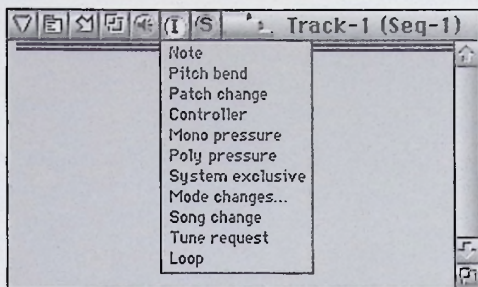 (I (S Track-1 (Seq-1)
Note
Pitch bend
Patch change
Controller
Mono pressure
Poly pressure
System exclusive
Mode changes...
Song change
Tune request
Loop